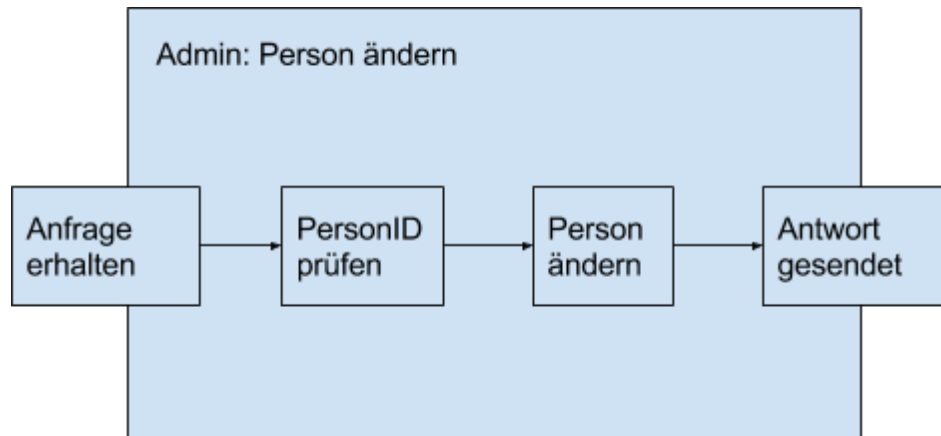 Admin: Person ändern
Anfrage
erhalten
PersonID
prüfen
Person
ändern
Antwort
gesendet